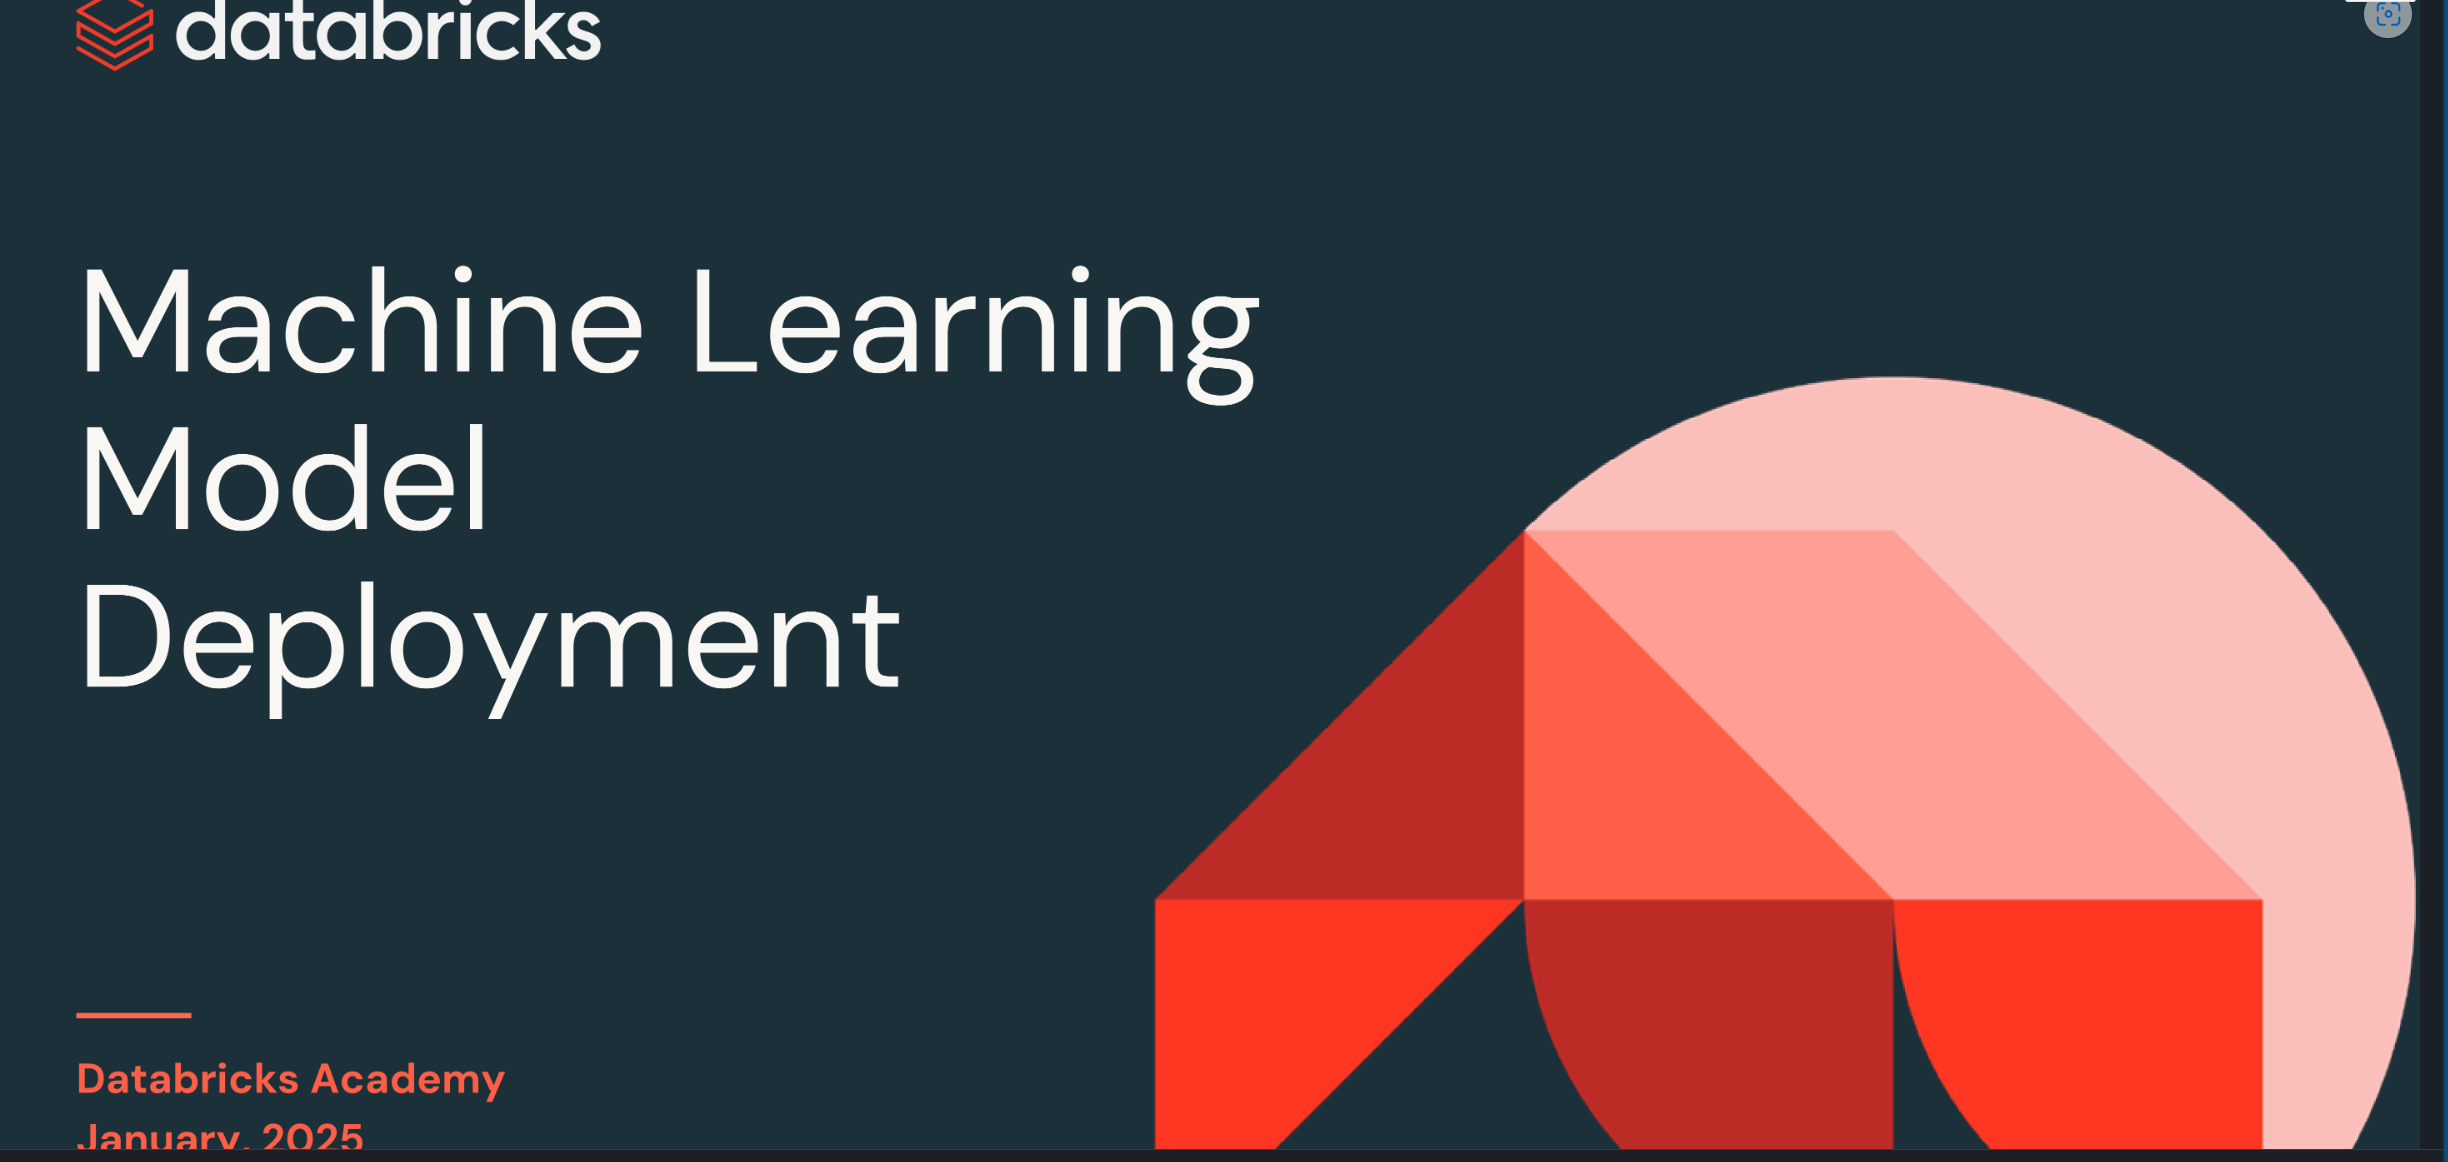 databricks
Machine Learning
Model
Deployment
Databricks Academy
January, 2025